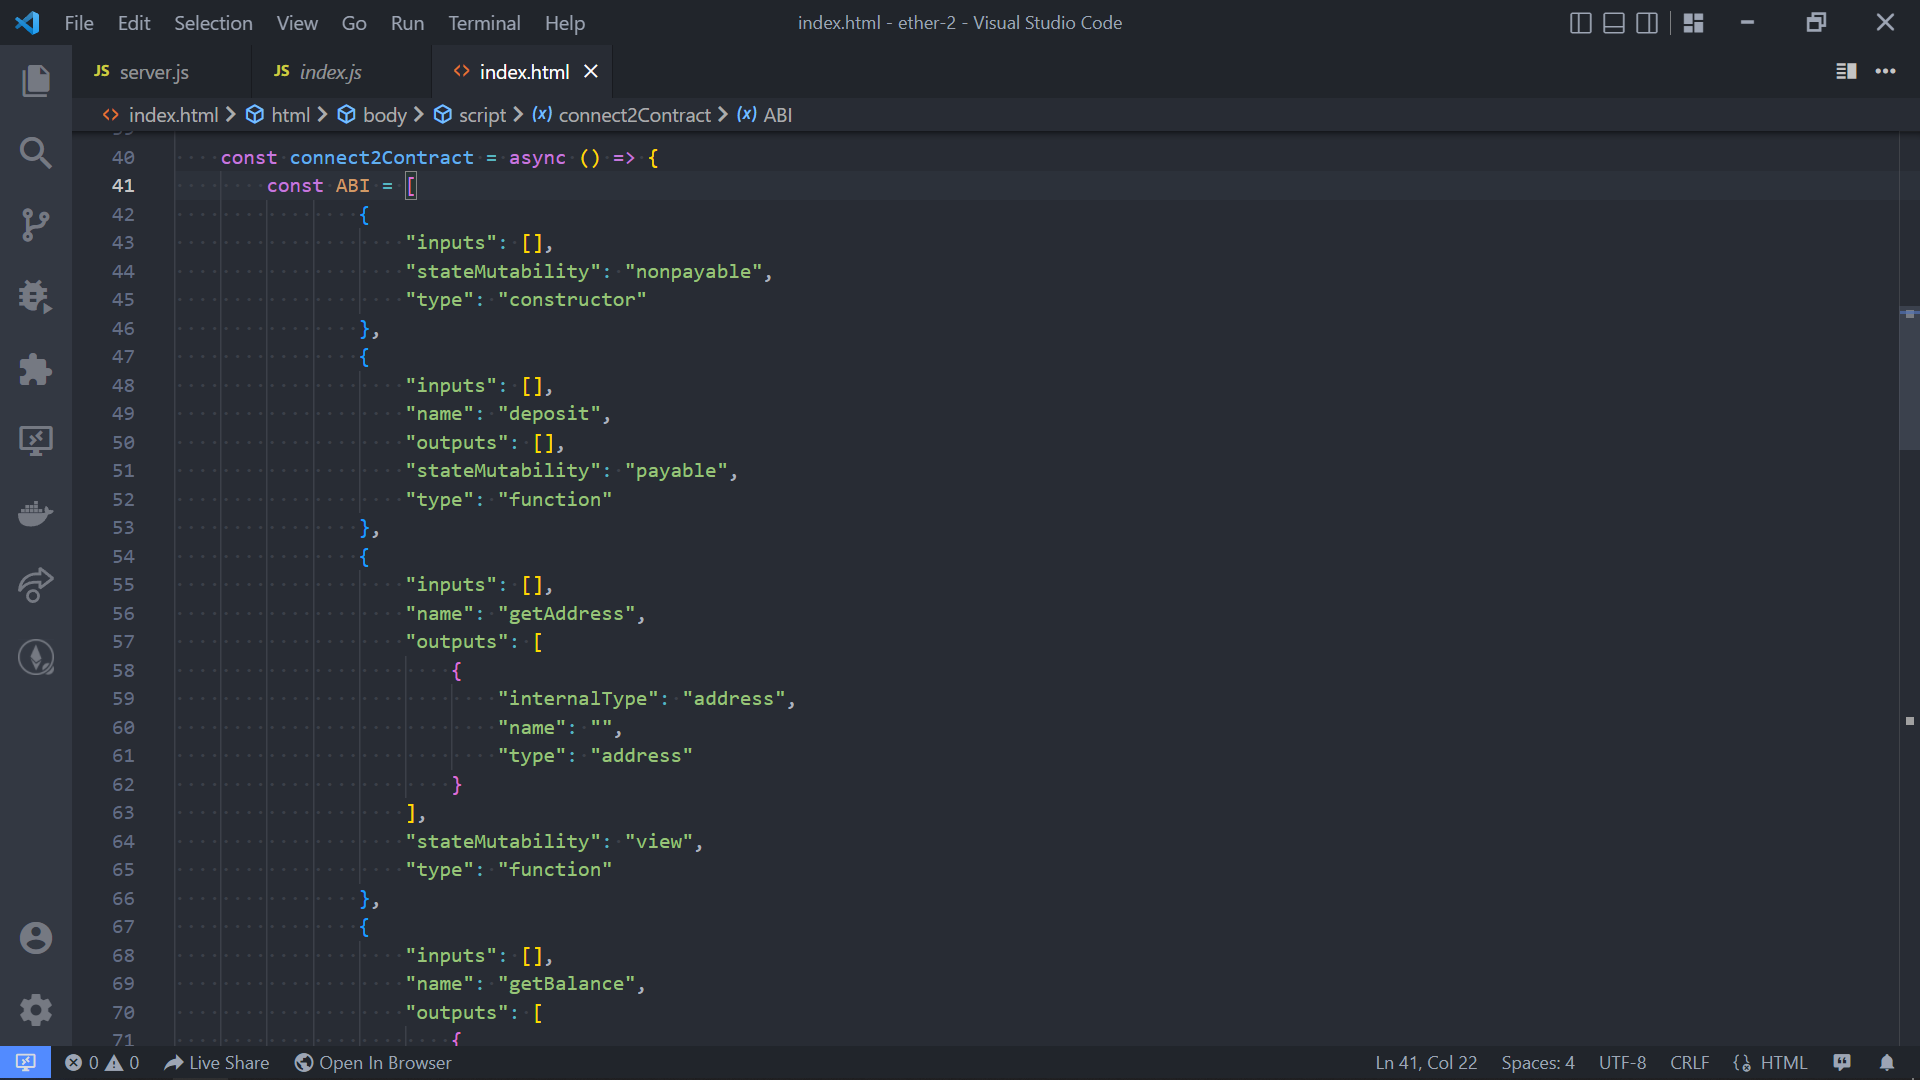 File Edit Selection View Go Run Terminal Help index.html - ether-2 - Visual Studio Code
JS server.js JS index.js <> index.html
<> index.html > html > body > script > (x) connect2Contract > (x) ABI
40 const connect2Contract = async () => {
41 const ABI = [
42 {
43 "inputs": [],
44 "stateMutability": "nonpayable",
45 "type": "constructor"
46 },
47 {
48 "inputs": [],
49 "name": "deposit",
50 "outputs": [],
51 "stateMutability": "payable",
52 "type": "function"
53 },
54 {
55 "inputs": [],
56 "name": "getAddress",
57 "outputs": [
58 {
59 "internalType": "address",
60 "name": "",
61 "type": "address"
62 }
63 ],
64 "stateMutability": "view",
65 "type": "function"
66 },
67 {
68 "inputs": [],
69 "name": "getBalance",
70 "outputs": [
71 {
0 0 Live Share Open In Browser Ln 41, Col 22 Spaces: 4 UTF-8 CRLF HTML